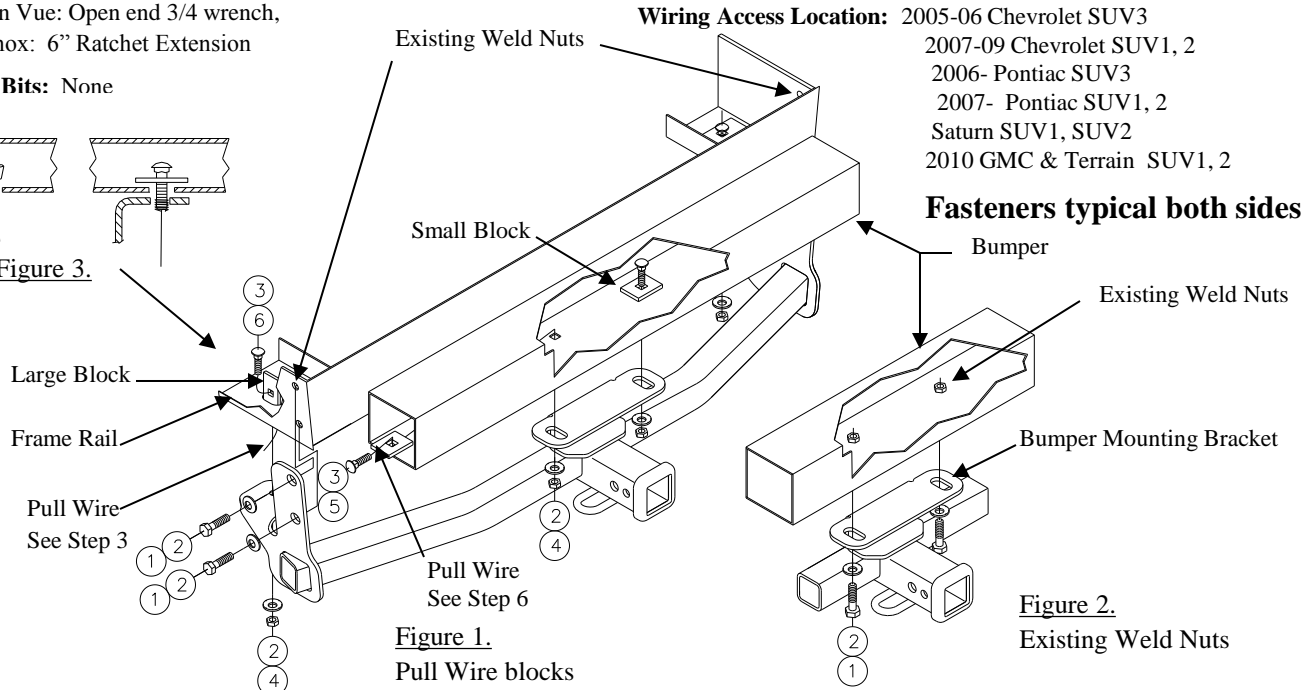 n Vue: Open end 3/4 wrench,
nox: 6” Ratchet Extension
Bits: None
Wiring Access Location: 2005-06 Chevrolet SUV3
2007-09 Chevrolet SUV1, 2
2006- Pontiac SUV3
2007- Pontiac SUV1, 2
Saturn SUV1, SUV2
2010 GMC & Terrain SUV1, 2
Fasteners typical both sides
Existing Weld Nuts
Small Block
Bumper
Existing Weld Nuts
Figure 3.
3
6
Large Block
Frame Rail
Bumper Mounting Bracket
Pull Wire
See Step 3
3
5
2
4
1 2
1 2
Pull Wire
See Step 6
2
4
Figure 1.
Pull Wire blocks
2
1
Figure 2.
Existing Weld Nuts